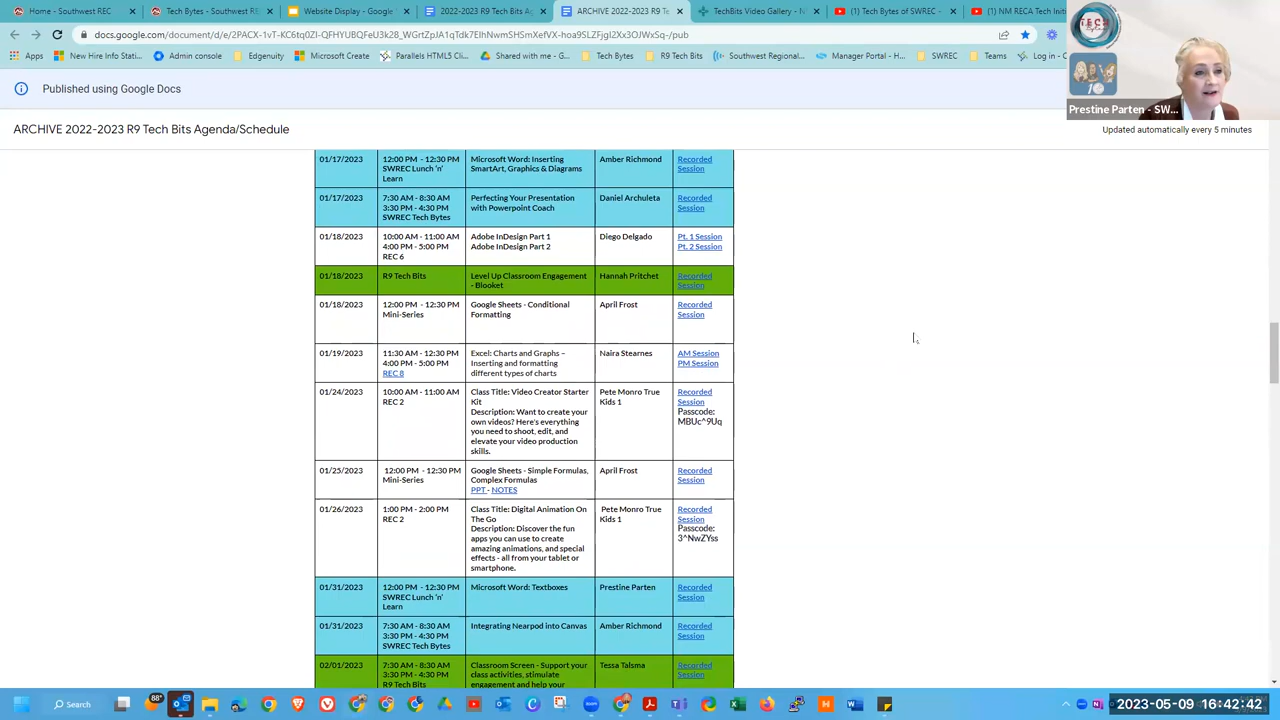 Home - Southwest REC
Tech Bytes of Southwest REC
Website Display - Google S
2022-2023 R9 Tech Bits Agend
ARCHIVE 2022-2023 R9 Te
TechBits Video Gallery - N
(1) Tech Bytes of SWREC -
(1) NM RECA Tech Bits
docs.google.com/document/d/e/2PACX-1vT-
Apps
New Hire Info Stati...
Admin console
Edgenuity
Microsoft Create
Parallels HTML5 Cli...
Shared with me - G...
Tech Bytes
R9 Tech Bits
Southwest Regional...
Manager Portal - H...
SWREC
Teams
Log in - C
Prestine Parten - SW...
Published using Google Docs
ARCHIVE 2022-2023 R9 Tech Bits Agenda/Schedule
Updated automatically every 5 minutes
01/17/2023
12:00 PM - 12:30 PM
SWREC Lunch 'n'
Learn
Microsoft Word: Inserting
SmartArt, Graphics & Diagrams
Amber Richmond
Recorded
Session
01/17/2023
7:30 AM - 8:30 AM
3:30 PM - 4:30 PM
SWREC Tech Bytes
Perfecting Your Presentation
with Powerpoint Coach
Daniel Archuleta
Recorded
Session
01/18/2023
10:00 AM - 11:00 AM
4:00 PM - 5:00 PM
REC 6
Adobe InDesign Part 1
Adobe InDesign Part 2
Diego Delgado
Pt. 1 Session
Pt. 2 Session
01/18/2023
R9 Tech Bits
Level Up Classroom Engagement
- Blooket
Hannah Pritchet
Recorded
Session
01/18/2023
12:00 PM - 12:30 PM
Mini-Series
Google Sheets - Conditional
Formatting
April Frost
Recorded
Session
01/19/2023
11:30 AM - 12:30 PM
4:00 PM - 5:00 PM
REC 8
Excel: Charts and Graphs –
Inserting and formatting
different types of charts
Naira Stearnes
AM Session
PM Session
01/24/2023
10:00 AM - 11:00 AM
REC 2
Class Title: Video Creator Starter
Kit
Description: Want to create your
own videos? Here's everything
you need to shoot, edit, and
elevate your video production
skills.
Pete Monro True
Kids 1
Recorded
Session
Passcode:
MBUc^9Uq
01/25/2023
12:00 PM - 12:30 PM
Mini-Series
Google Sheets - Simple Formulas,
Complex Formulas
PPT - NOTES
April Frost
Recorded
Session
01/26/2023
1:00 PM - 2:00 PM
REC 2
Class Title: Digital Animation On
The Go
Description: Discover the fun
apps you can use to create
amazing animations, and special
effects - all from your tablet or
smartphone.
Pete Monro True
Kids 1
Recorded
Session
Passcode:
3^NwZYss
01/31/2023
12:00 PM - 12:30 PM
SWREC Lunch 'n'
Learn
Microsoft Word: Textboxes
Prestine Parten
Recorded
Session
01/31/2023
7:30 AM - 8:30 AM
3:30 PM - 4:30 PM
SWREC Tech Bytes
Integrating Nearpod into Canvas
Amber Richmond
Recorded
Session
02/01/2023
7:30 AM - 8:30 AM
3:30 PM - 4:30 PM
R9 Tech Bits
Classroom Screen - Support your
class activities, stimulate
engagement and help your
Tessa Talsma
Recorded
Session
Search
88°
2023-05-09 16:42:42